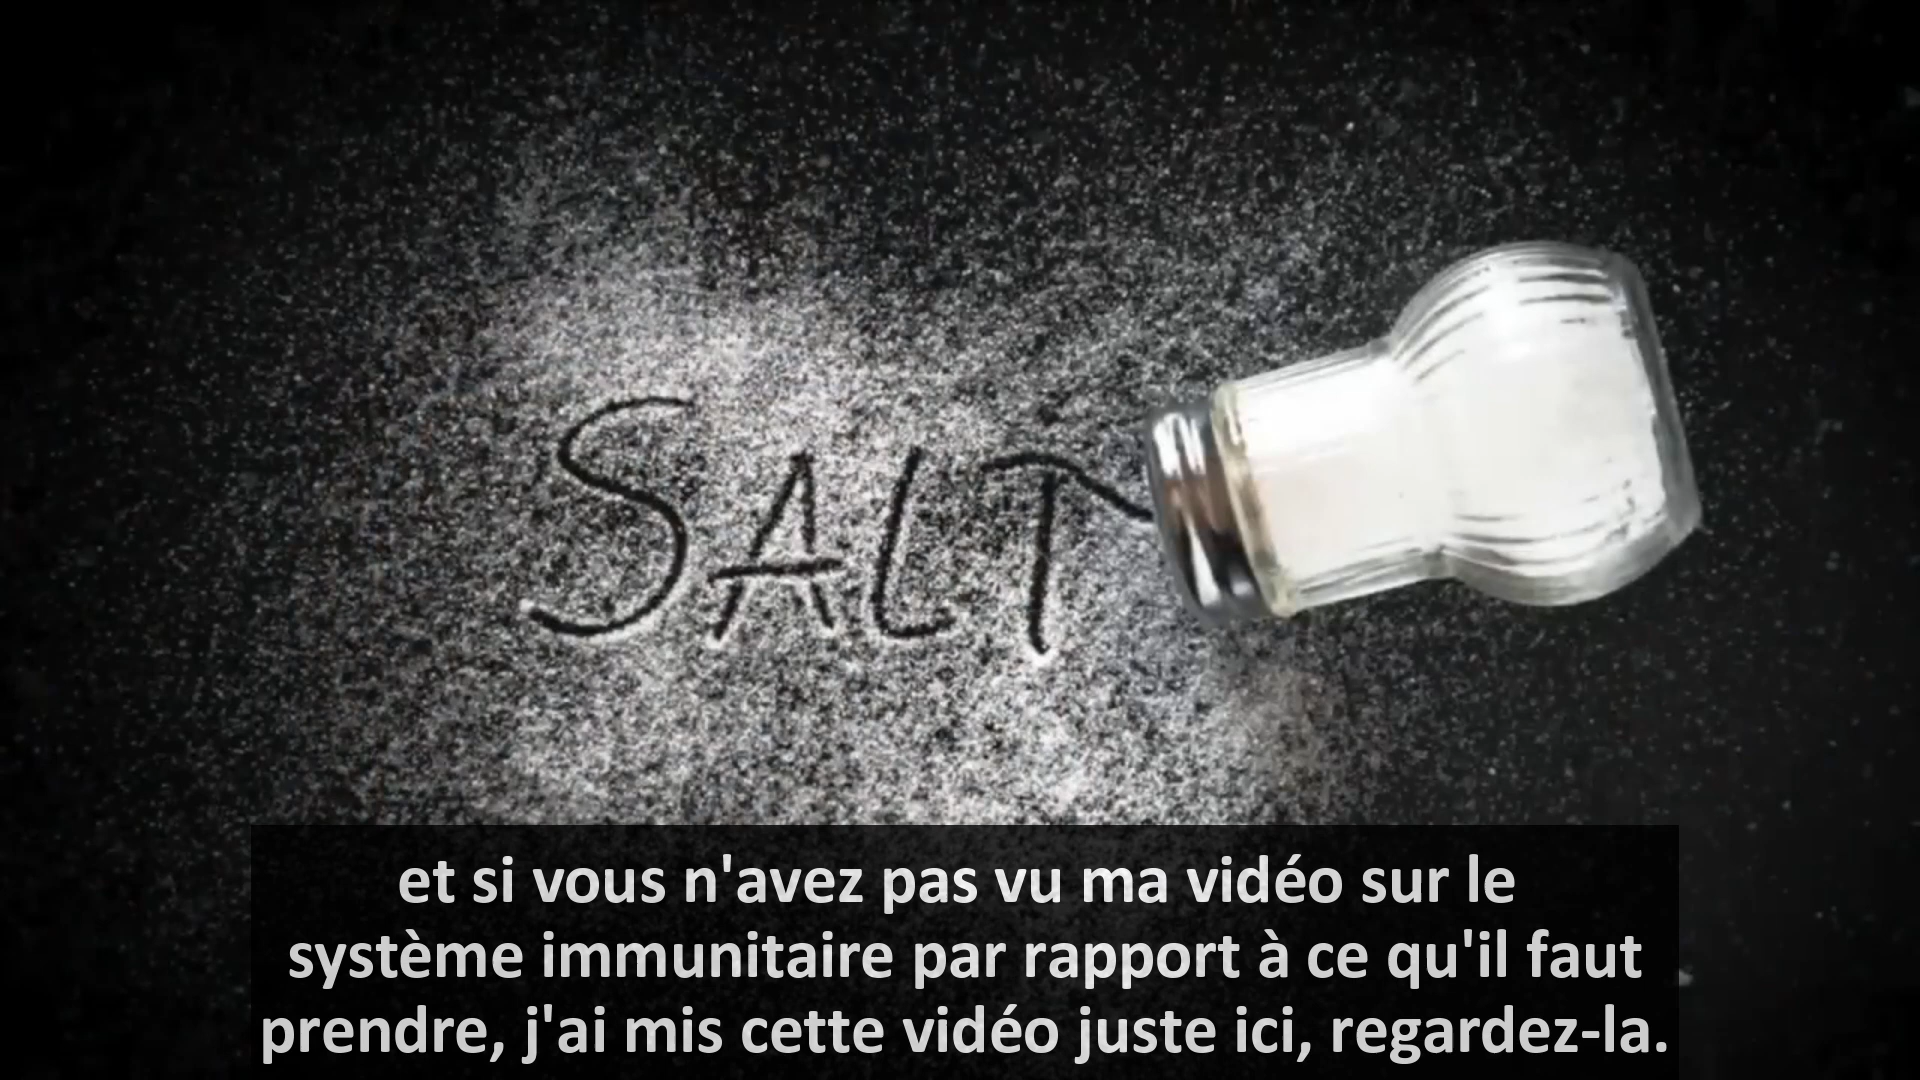 SALT
et si vous n'avez pas vu ma vidéo sur le
système immunitaire par rapport à ce qu'il faut
prendre, j'ai mis cette vidéo juste ici, regardez-la.